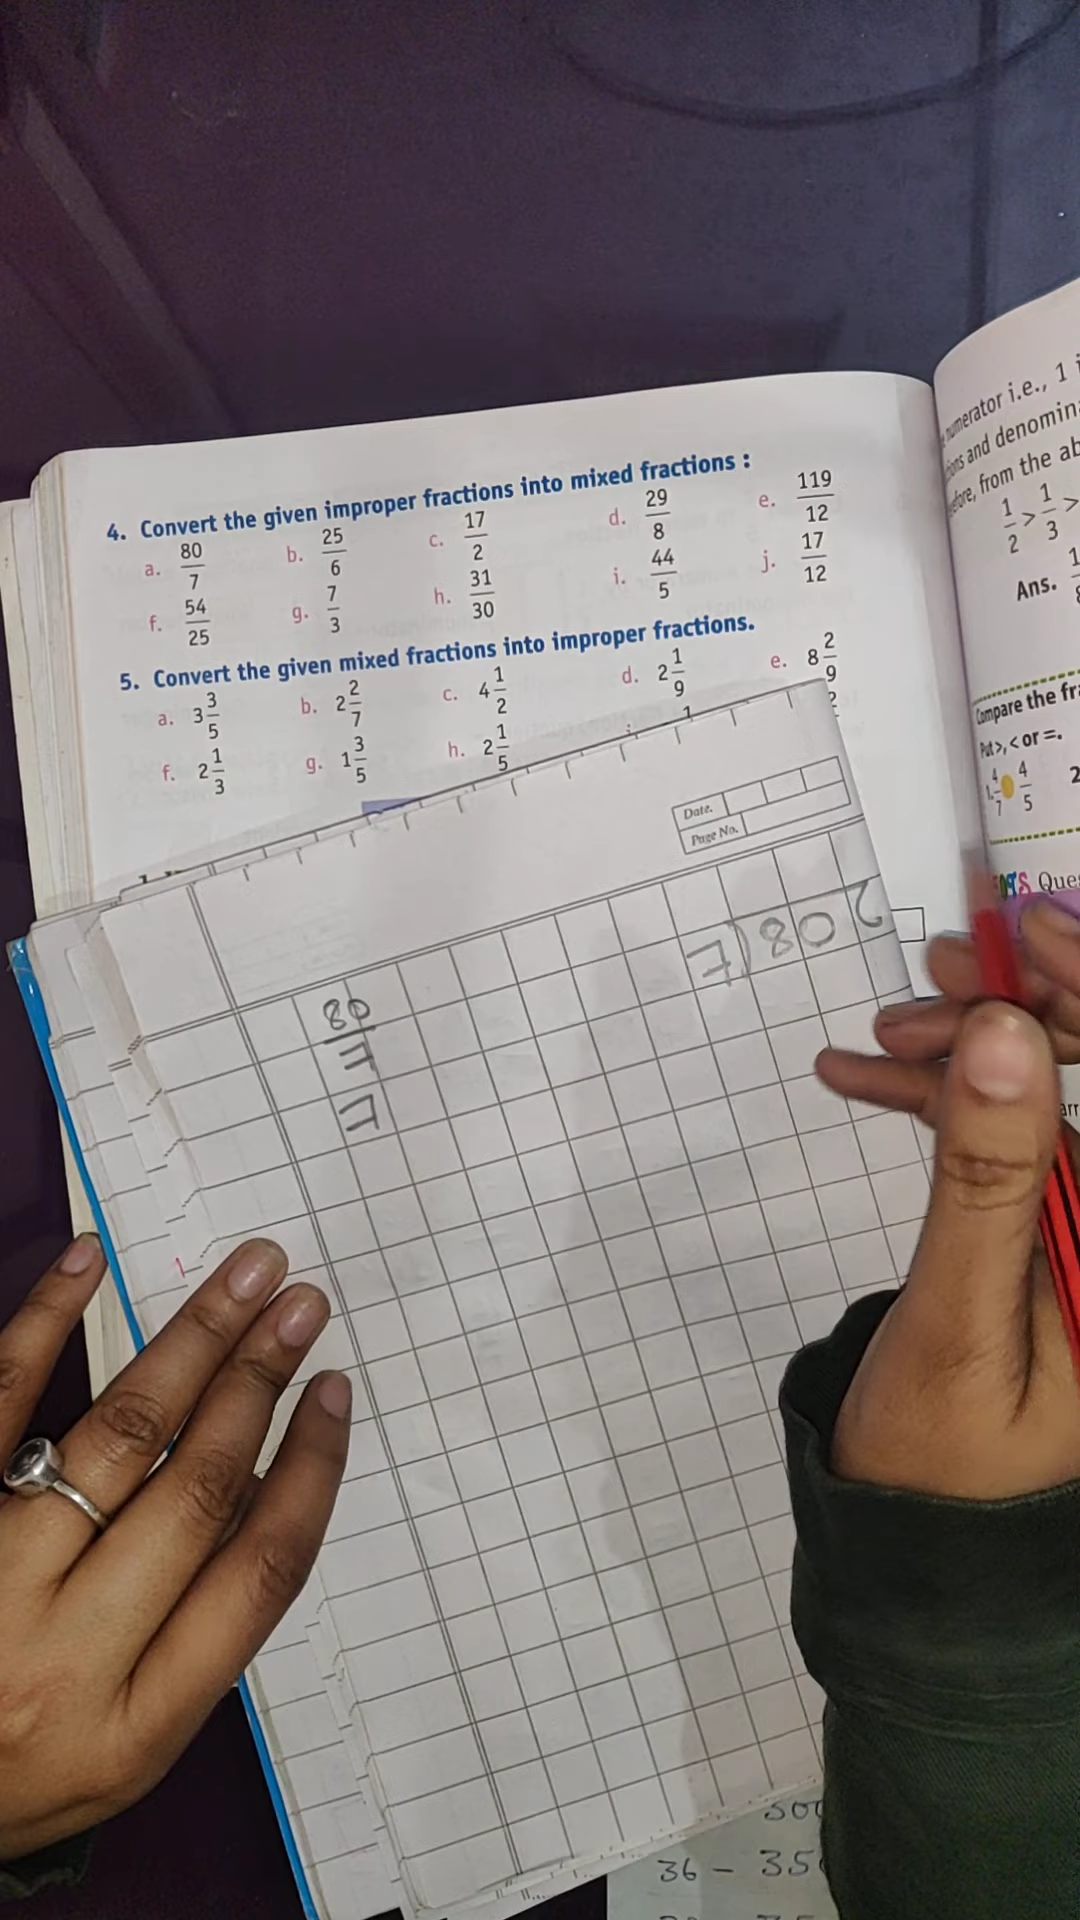 4. Convert the given improper fractions into mixed fractions :
a. 80/7 b. 25/6 c. 17/2 d. 29/8 e. 119/12
f. 54/25 g. 7/3 h. 31/30 i. 44/5 j. 17/12
5. Convert the given mixed fractions into improper fractions.
a. 3 3/5 b. 2 2/7 c. 4 1/2 d. 2 1/9 e. 8 2/9
f. 2 1/3 g. 1 3/5 h. 2 1/5
numerator i.e., 1
and denomin
from the
1/2 > 1/3 >
Ans.
Compare the
Put >, < or =.
1. 4/7 4/5 2
Que
Date.
Page No.
80
7)80
36 - 35